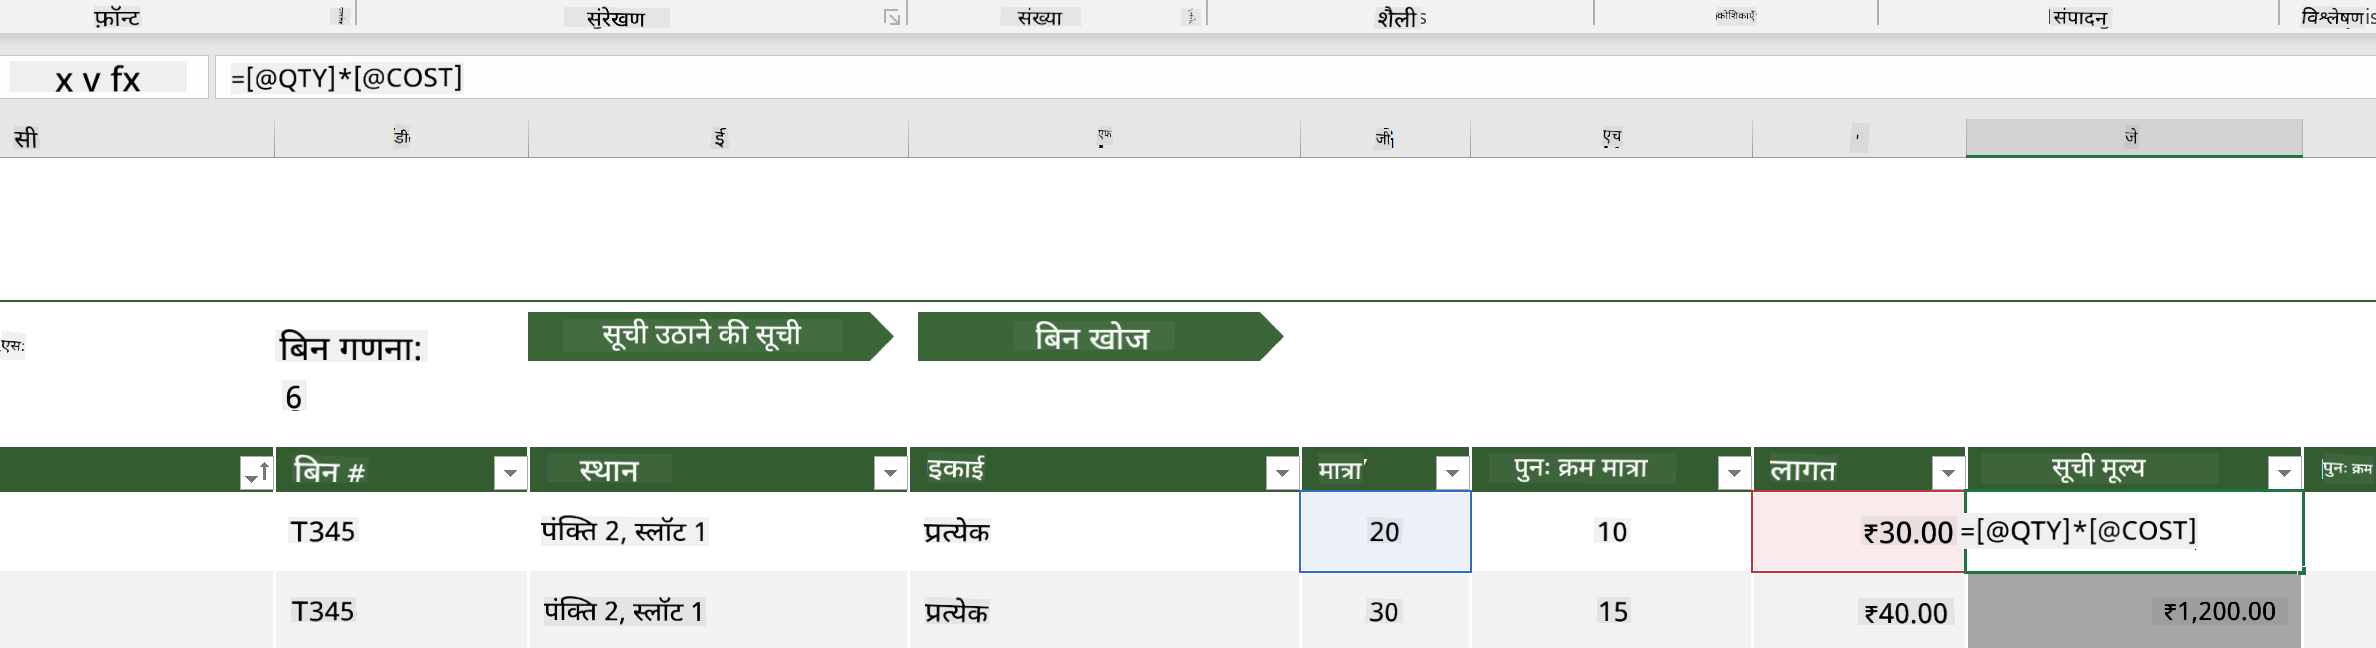 फ़ॉन्ट संरेखण संख्या शैली कोशिकाएँ संपादन विश्लेषण
x v fx =[@QTY]*[@COST]
सी डी ई एफ जी एच जे
एस: बिन गणना: सूची उठाने की सूची बिन खोज
6
बिन # स्थान इकाई मात्रा पुनः क्रम मात्रा लागत सूची मूल्य पुनः क्रम
T345 पंक्ति 2, स्लॉट 1 प्रत्येक 20 10 ₹30.00 =[@QTY]*[@COST]
T345 पंक्ति 2, स्लॉट 1 प्रत्येक 30 15 ₹40.00 ₹1,200.00